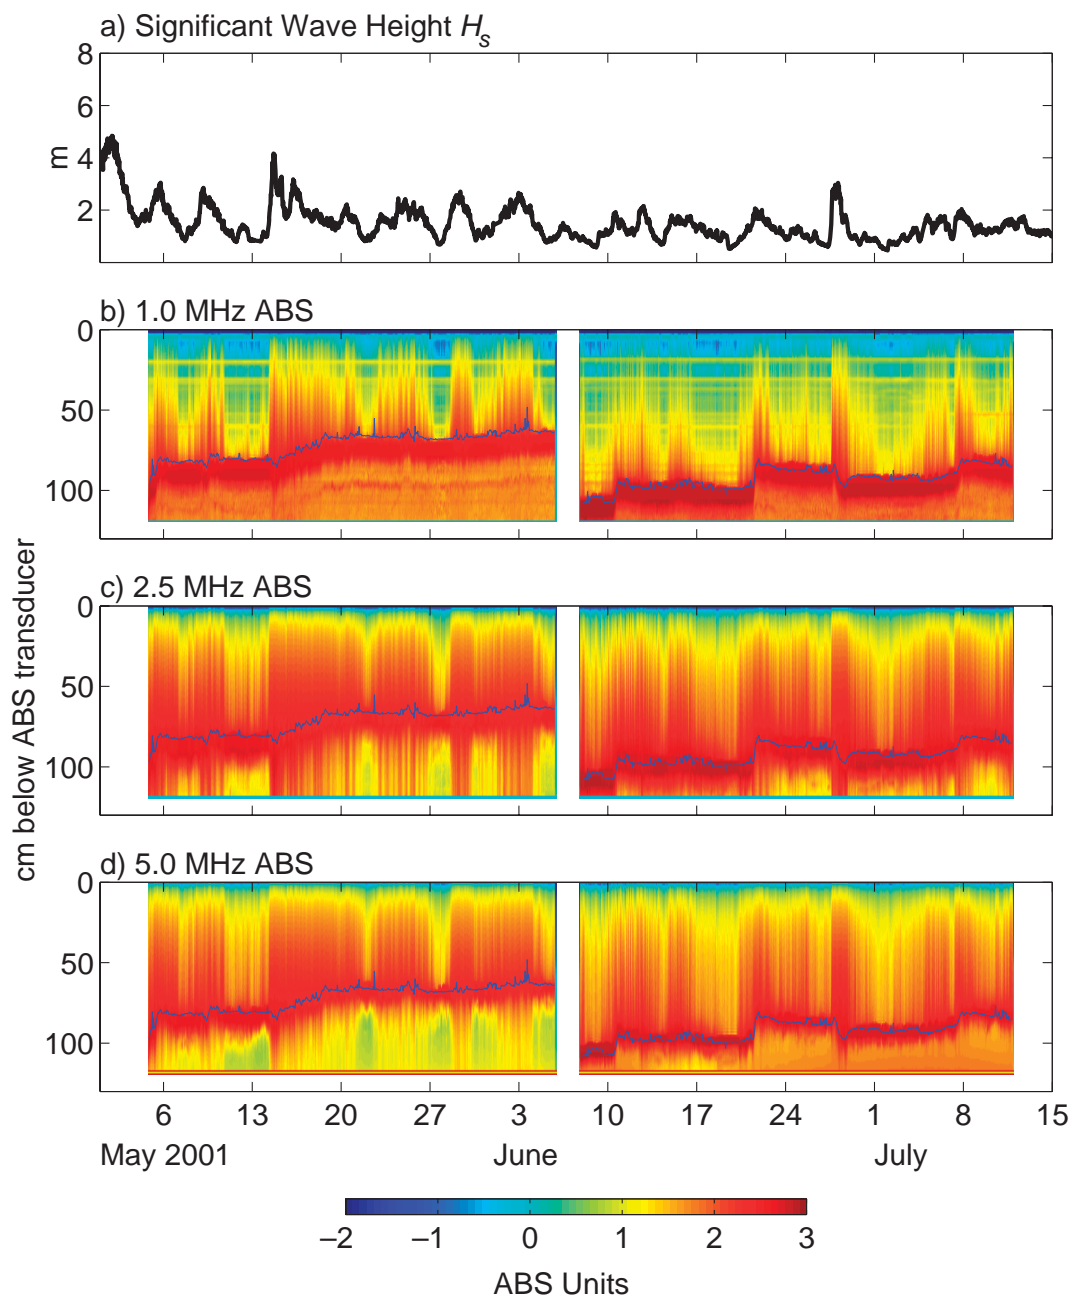 a) Significant Wave Height Hs
8
6
4
2
m
b) 1.0 MHz ABS
0
50
100
c) 2.5 MHz ABS
0
50
100
cm below ABS transducer
d) 5.0 MHz ABS
0
50
100
6 13 20 27 3 10 17 24 1 8 15
May 2001 June July
–2 –1 0 1 2 3
ABS Units